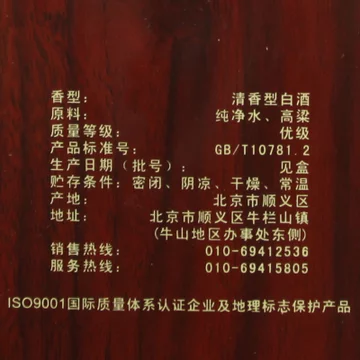 香型： 清香型白酒
原料： 纯净水、高粱
质量等级： 优级
产品标准号： GB/T10781.2
生产日期（批号）： 见盒
贮存条件：密闭、阴凉、干燥、常温
产地： 北京市顺义区
地址： 北京市顺义区牛栏山镇
(牛山地区办事处东侧)
销售热线： 010-69412536
服务热线： 010-69415805
ISO9001国际质量体系认证企业及地理标志保护产品